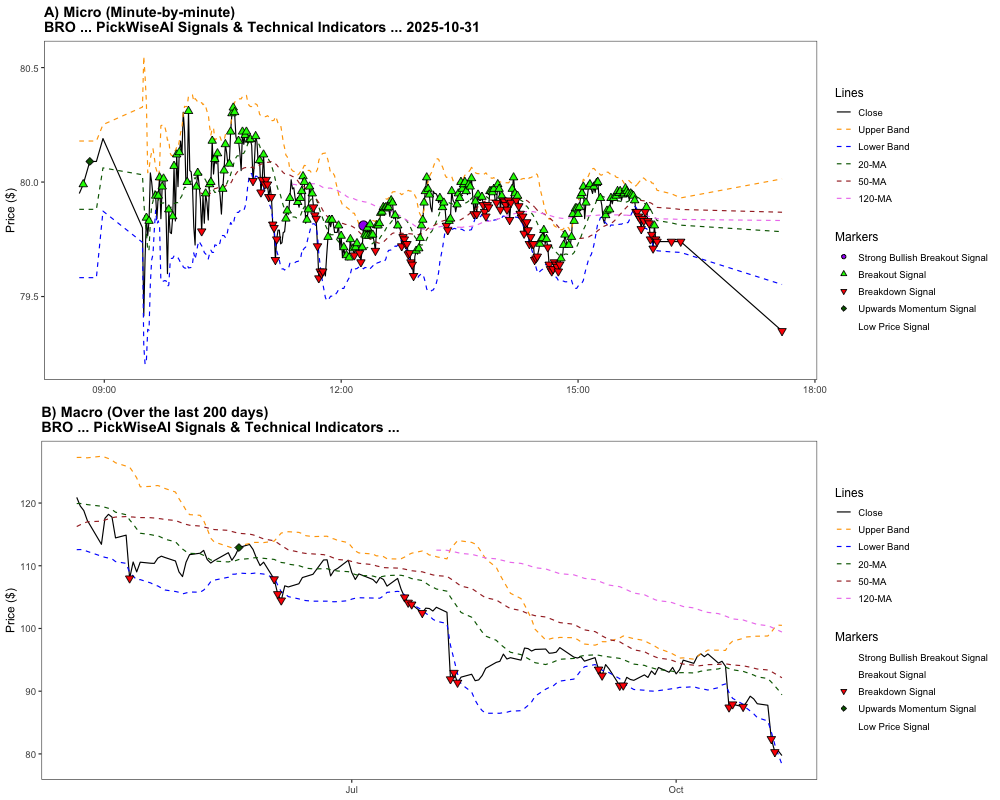 A) Micro (Minute-by-minute)
BRO ... PickWiseAI Signals & Technical Indicators ... 2025-10-31
Price ($)
80.5
80.0
79.5
09:00
12:00
15:00
18:00
Lines
Close
Upper Band
Lower Band
20-MA
50-MA
120-MA
Markers
Strong Bullish Breakout Signal
Breakout Signal
Breakdown Signal
Upwards Momentum Signal
Low Price Signal
B) Macro (Over the last 200 days)
BRO ... PickWiseAI Signals & Technical Indicators ...
Price ($)
120
110
100
90
80
Jul
Oct
Lines
Close
Upper Band
Lower Band
20-MA
50-MA
120-MA
Markers
Strong Bullish Breakout Signal
Breakout Signal
Breakdown Signal
Upwards Momentum Signal
Low Price Signal